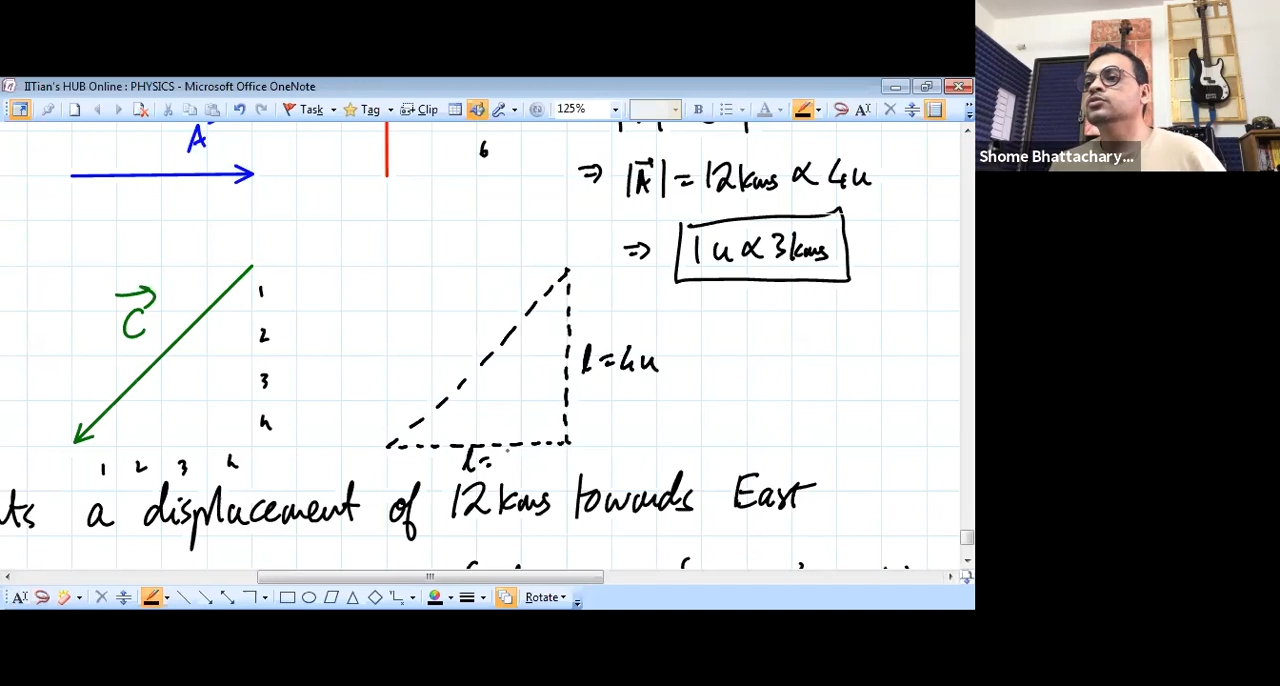 IITian's HUB Online : PHYSICS - Microsoft Office OneNote
Task Tag Clip 125% B A A
A
6
⇒ |A⃗| = 12kms ∝ 4u
⇒ 1u ∝ 3kms
C⃗
1
2
3
4
l = 4u
1 2 3 4
l =
ts a displacement of 12kms towards East
A Rotate
Shome Bhattachary...